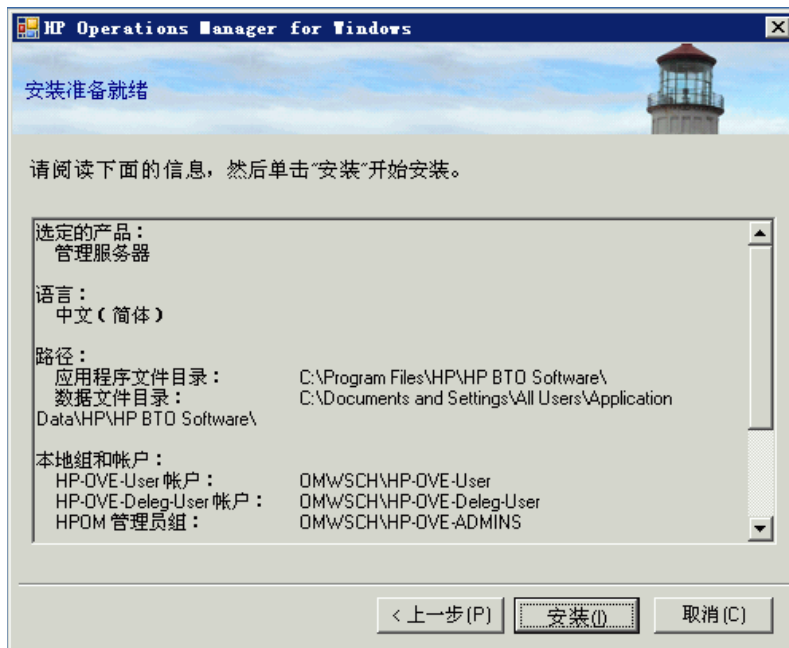 HP Operations Manager for Windows
安装准备就绪
请阅读下面的信息，然后单击“安装”开始安装。
选定的产品：
管理服务器
语言：
中文（简体）
路径：
应用程序文件目录： C:\Program Files\HP\HP BTO Software\
数据文件目录： C:\Documents and Settings\All Users\Application
Data\HP\HP BTO Software\
本地组和帐户：
HP-OVE-User 帐户： OMWSCH\HP-OVE-User
HP-OVE-Deleg-User 帐户： OMWSCH\HP-OVE-Deleg-User
HPOM 管理员组： OMWSCH\HP-OVE-ADMINS
< 上一步(P) 安装(I) 取消(C)